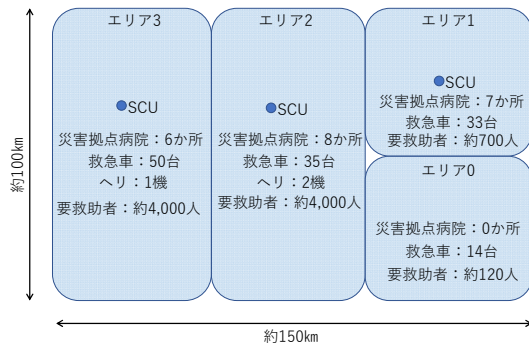 エリア3
SCU
災害拠点病院：6か所
救急車：50台
ヘリ：1機
要救助者：約4,000人
エリア2
SCU
災害拠点病院：8か所
救急車：35台
ヘリ：2機
要救助者：約4,000人
エリア1
SCU
災害拠点病院：7か所
救急車：33台
要救助者：約700人
エリア0
災害拠点病院：0か所
救急車：14台
要救助者：約120人
約100km
約150km